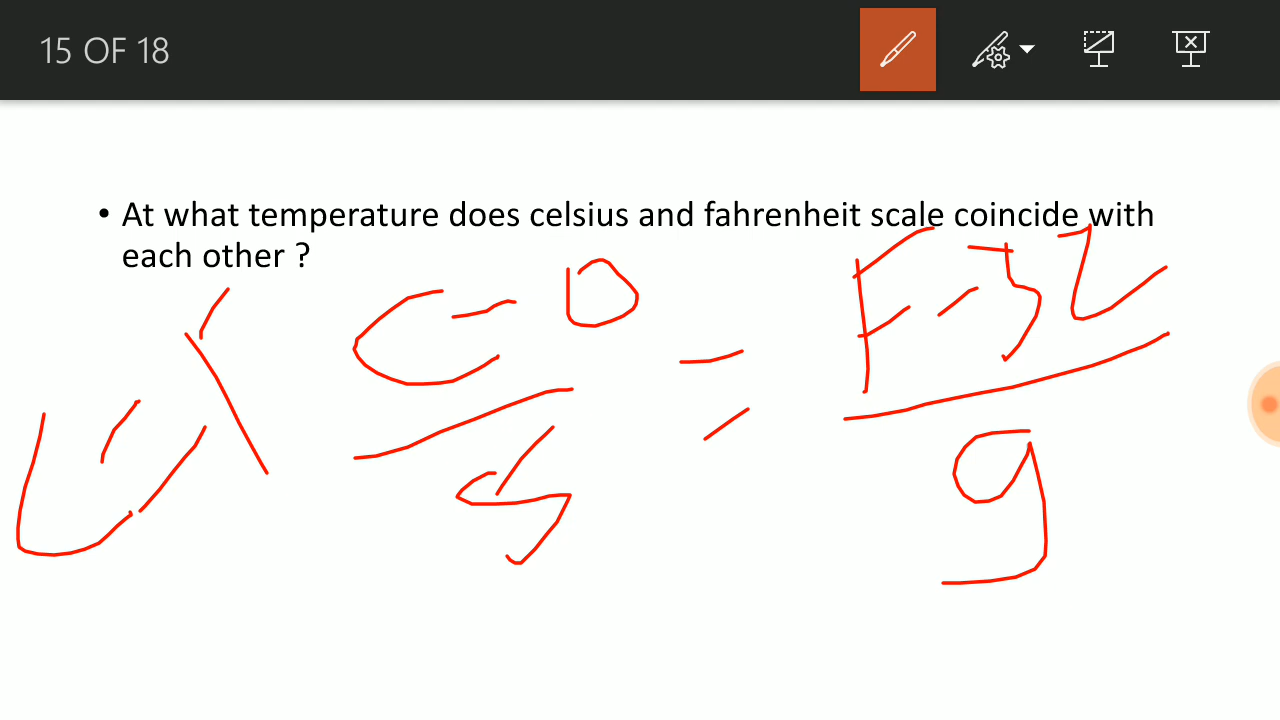 15 OF 18
• At what temperature does celsius and fahrenheit scale coincide with
each other ?
C - 0 = F - 32
5 9